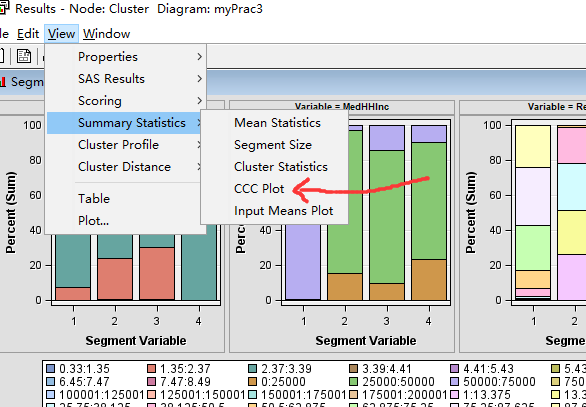 Results - Node: Cluster Diagram: myPrac3
le Edit View Window
Properties
SAS Results
Scoring
Summary Statistics
Cluster Profile
Cluster Distance
Table
Plot...
Mean Statistics
Segment Size
Cluster Statistics
CCC Plot
Input Means Plot
Segm
Variable = MedHHInc
Variable = Re
Percent (Sum)
100
80
60
40
20
0
1 2 3 4
Segment Variable
Percent (Sum)
20
0
1 2 3 4
Segment Variable
Percent (Sum)
100
80
60
40
20
0
1 2
Segme
0.33:1.35 1.35:2.37 2.37:3.39 3.39:4.41 4.41:5.43 5.43
6.45:7.47 7.47:8.49 0:25000 25000:50000 50000:75000 750
100001:125001 125001:150001 150001:175001 175001:200001 1:13.375 13.3